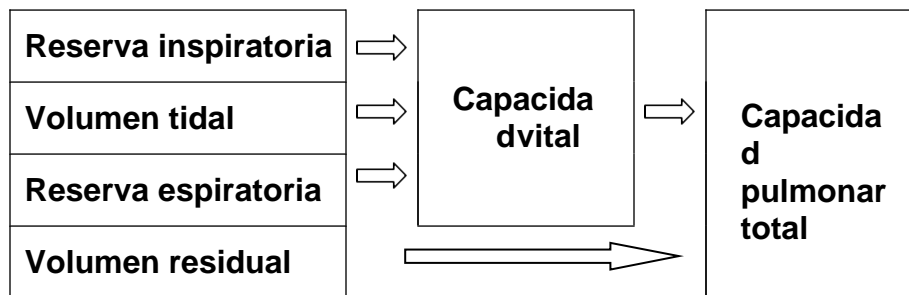 Reserva inspiratoria
Volumen tidal
Reserva espiratoria
Volumen residual
Capacida
dvital
Capacida
d
pulmonar
total